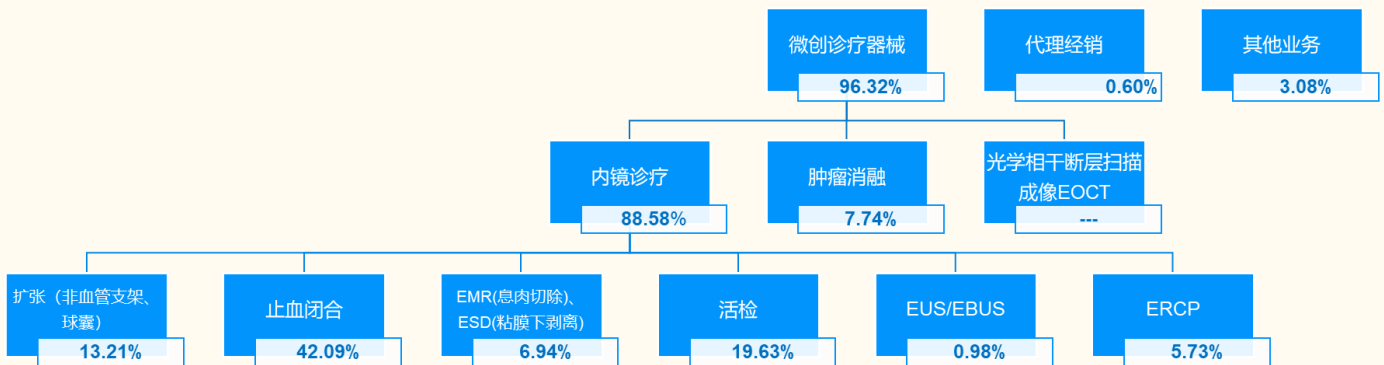 微创诊疗器械
96.32%
代理经销
0.60%
其他业务
3.08%
内镜诊疗
88.58%
肿瘤消融
7.74%
光学相干断层扫描
成像EOCT
---
扩张（非血管支架、
球囊）
13.21%
止血闭合
42.09%
EMR(息肉切除)、
ESD(粘膜下剥离)
6.94%
活检
19.63%
EUS/EBUS
0.98%
ERCP
5.73%